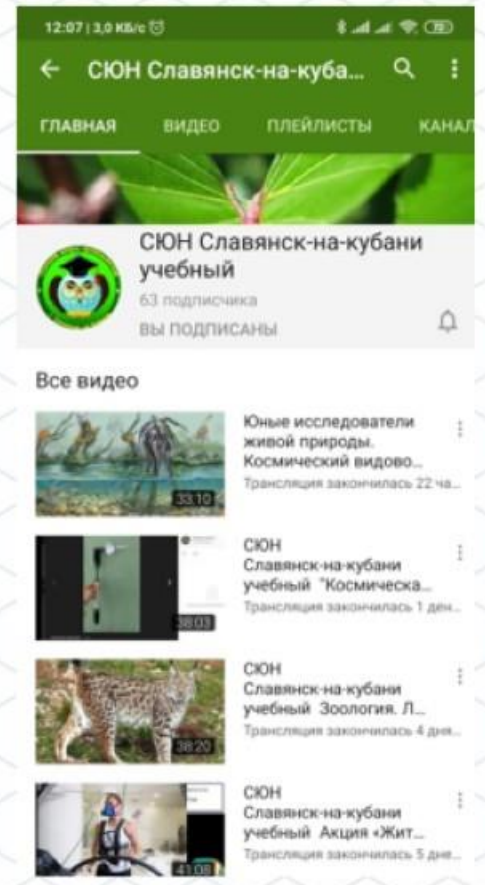 12:07 | 3,0 КБ/с
СЮН Славянск-на-куба...
ГЛАВНАЯ ВИДЕО ПЛЕЙЛИСТЫ КАНАЛ
СЮН Славянск-на-кубани
учебный
63 подписчика
ВЫ ПОДПИСАНЫ
Все видео
Юные исследователи
живой природы.
Космический видово...
Трансляция закончилась 22 ча...
33:10
СЮН
Славянск-на-кубани
учебный "Космическа...
Трансляция закончилась 1 ден...
38:03
СЮН
Славянск-на-кубани
учебный Зоология. Л...
Трансляция закончилась 4 дня...
38:20
СЮН
Славянск-на-кубани
учебный Акция «Жит...
Трансляция закончилась 5 дне...
41:08